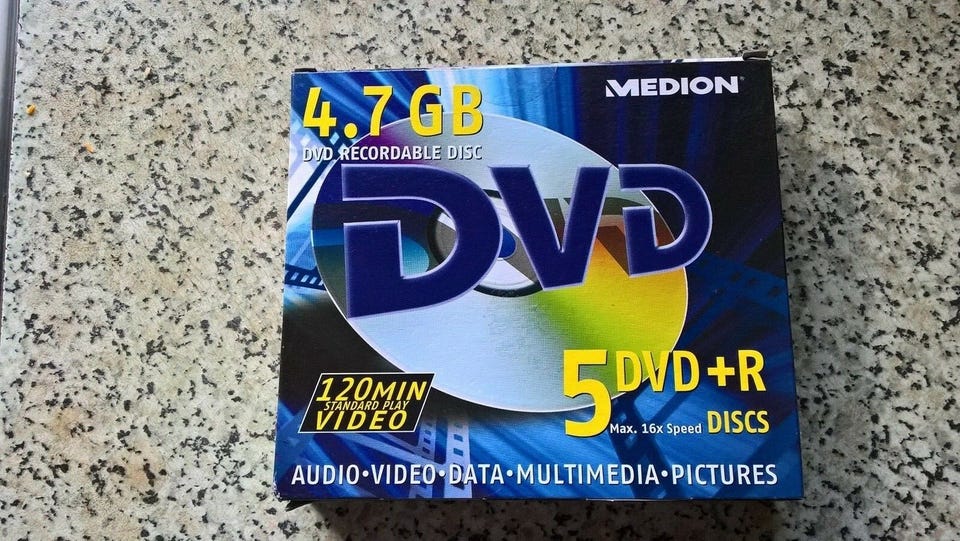 MEDION®
4.7 GB
DVD RECORDABLE DISC
DVD
120MIN
STANDARD PLAY
VIDEO
5 DVD+R
Max. 16x Speed DISCS
AUDIO•VIDEO•DATA•MULTIMEDIA•PICTURES